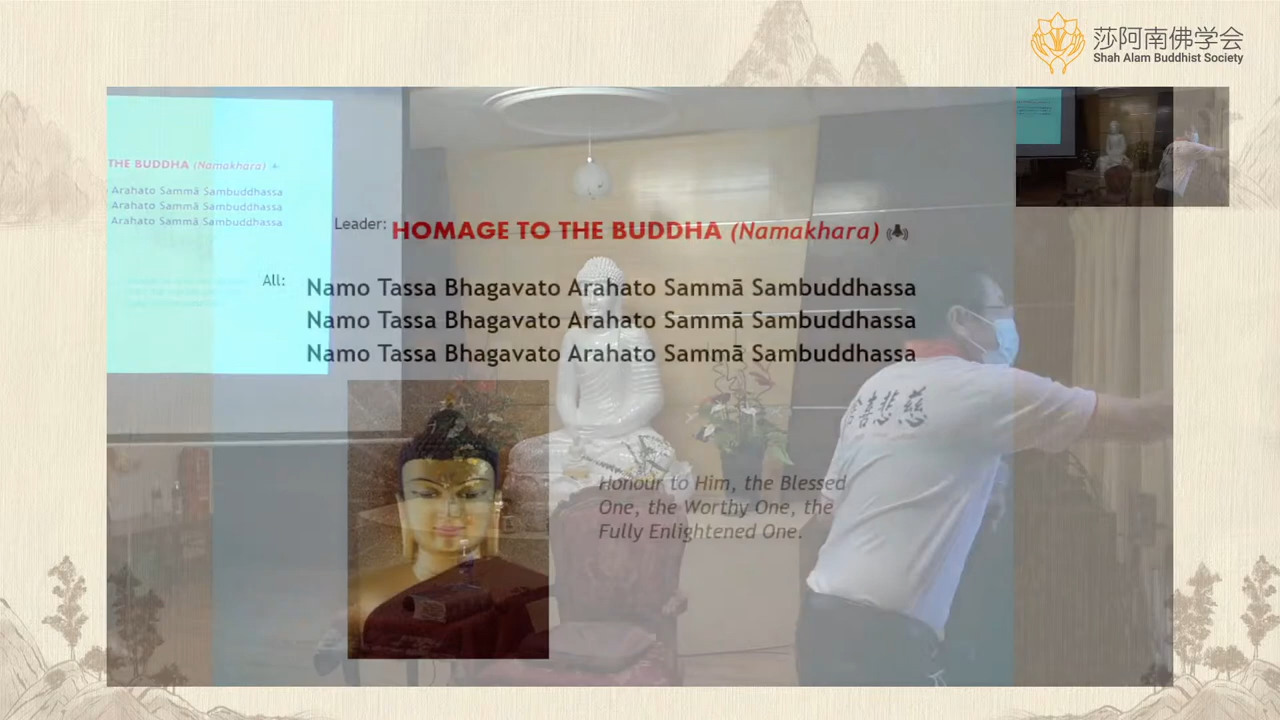 莎阿南佛学会
Shah Alam Buddhist Society
THE BUDDHA (Namakhara)
Arahato Sammā Sambuddhassa
Arahato Sammā Sambuddhassa
Arahato Sammā Sambuddhassa
Leader: HOMAGE TO THE BUDDHA (Namakhara)
All: Namo Tassa Bhagavato Arahato Sammā Sambuddhassa
Namo Tassa Bhagavato Arahato Sammā Sambuddhassa
Namo Tassa Bhagavato Arahato Sammā Sambuddhassa
喜悲慈
Honour to Him, the Blessed
One, the Worthy One, the
Fully Enlightened One.